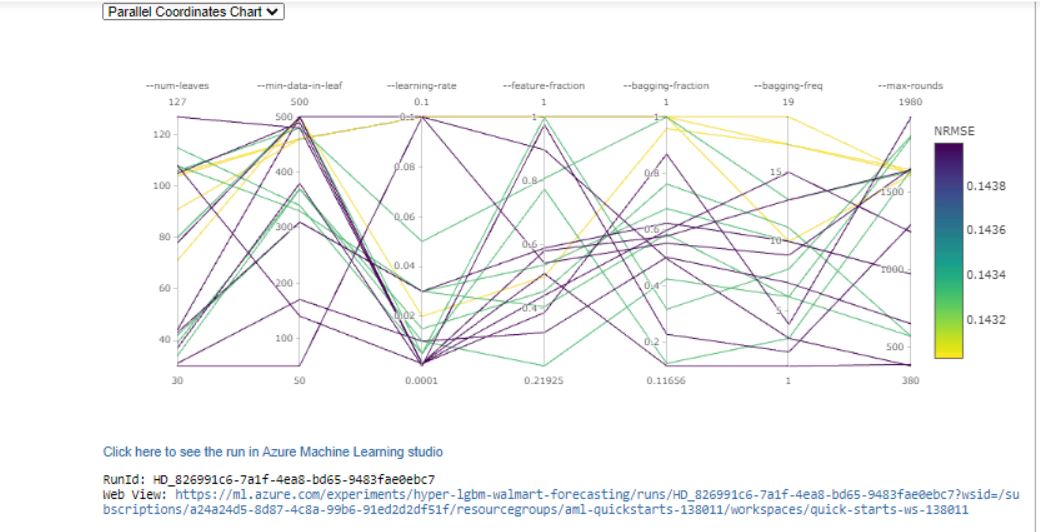 Parallel Coordinates Chart
--num-leaves --min-data-in-leaf --learning-rate --feature-fraction --bagging-fraction --bagging-freq --max-rounds
127 500 0.1 1 1 19 1980
NRMSE
500 0.1 1 1
120
0.1438
400 0.08 0.8 0.8 15
100 1500
0.1436
80 300 0.06 0.6 0.6 10
0.1434
60 200 0.04 0.4 0.4 1000
0.1432
40 100 0.02 0.2 5 500
30 50 0.0001 0.21925 0.11656 1 380
Click here to see the run in Azure Machine Learning studio
RunId: HD_826991c6-7a1f-4ea8-bd65-9483fae0ebc7
Web View: https://ml.azure.com/experiments/hyper-lgbm-walmart-forecasting/runs/HD_826991c6-7a1f-4ea8-bd65-9483fae0ebc7?wsid=/su
bscriptions/a24a24d5-8d87-4c8a-99b6-91ed2d2df51f/resourcegroups/aml-quickstarts-138011/workspaces/quick-starts-ws-138011